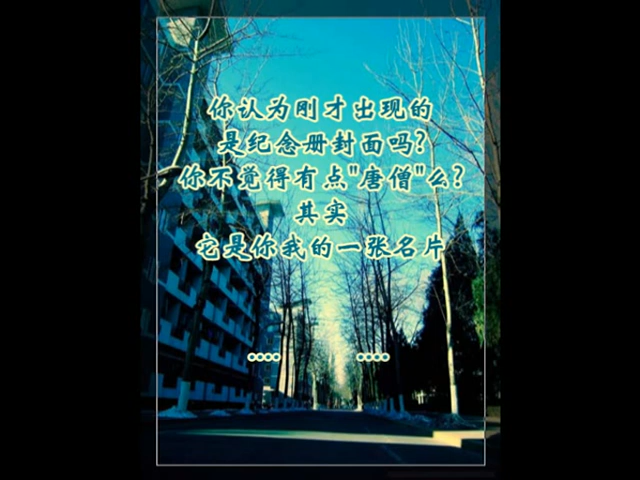 你认为刚才出现的
是纪念册封面吗?
你不觉得有点"唐僧"么?
其实
它是你我的一张名片
.... ....